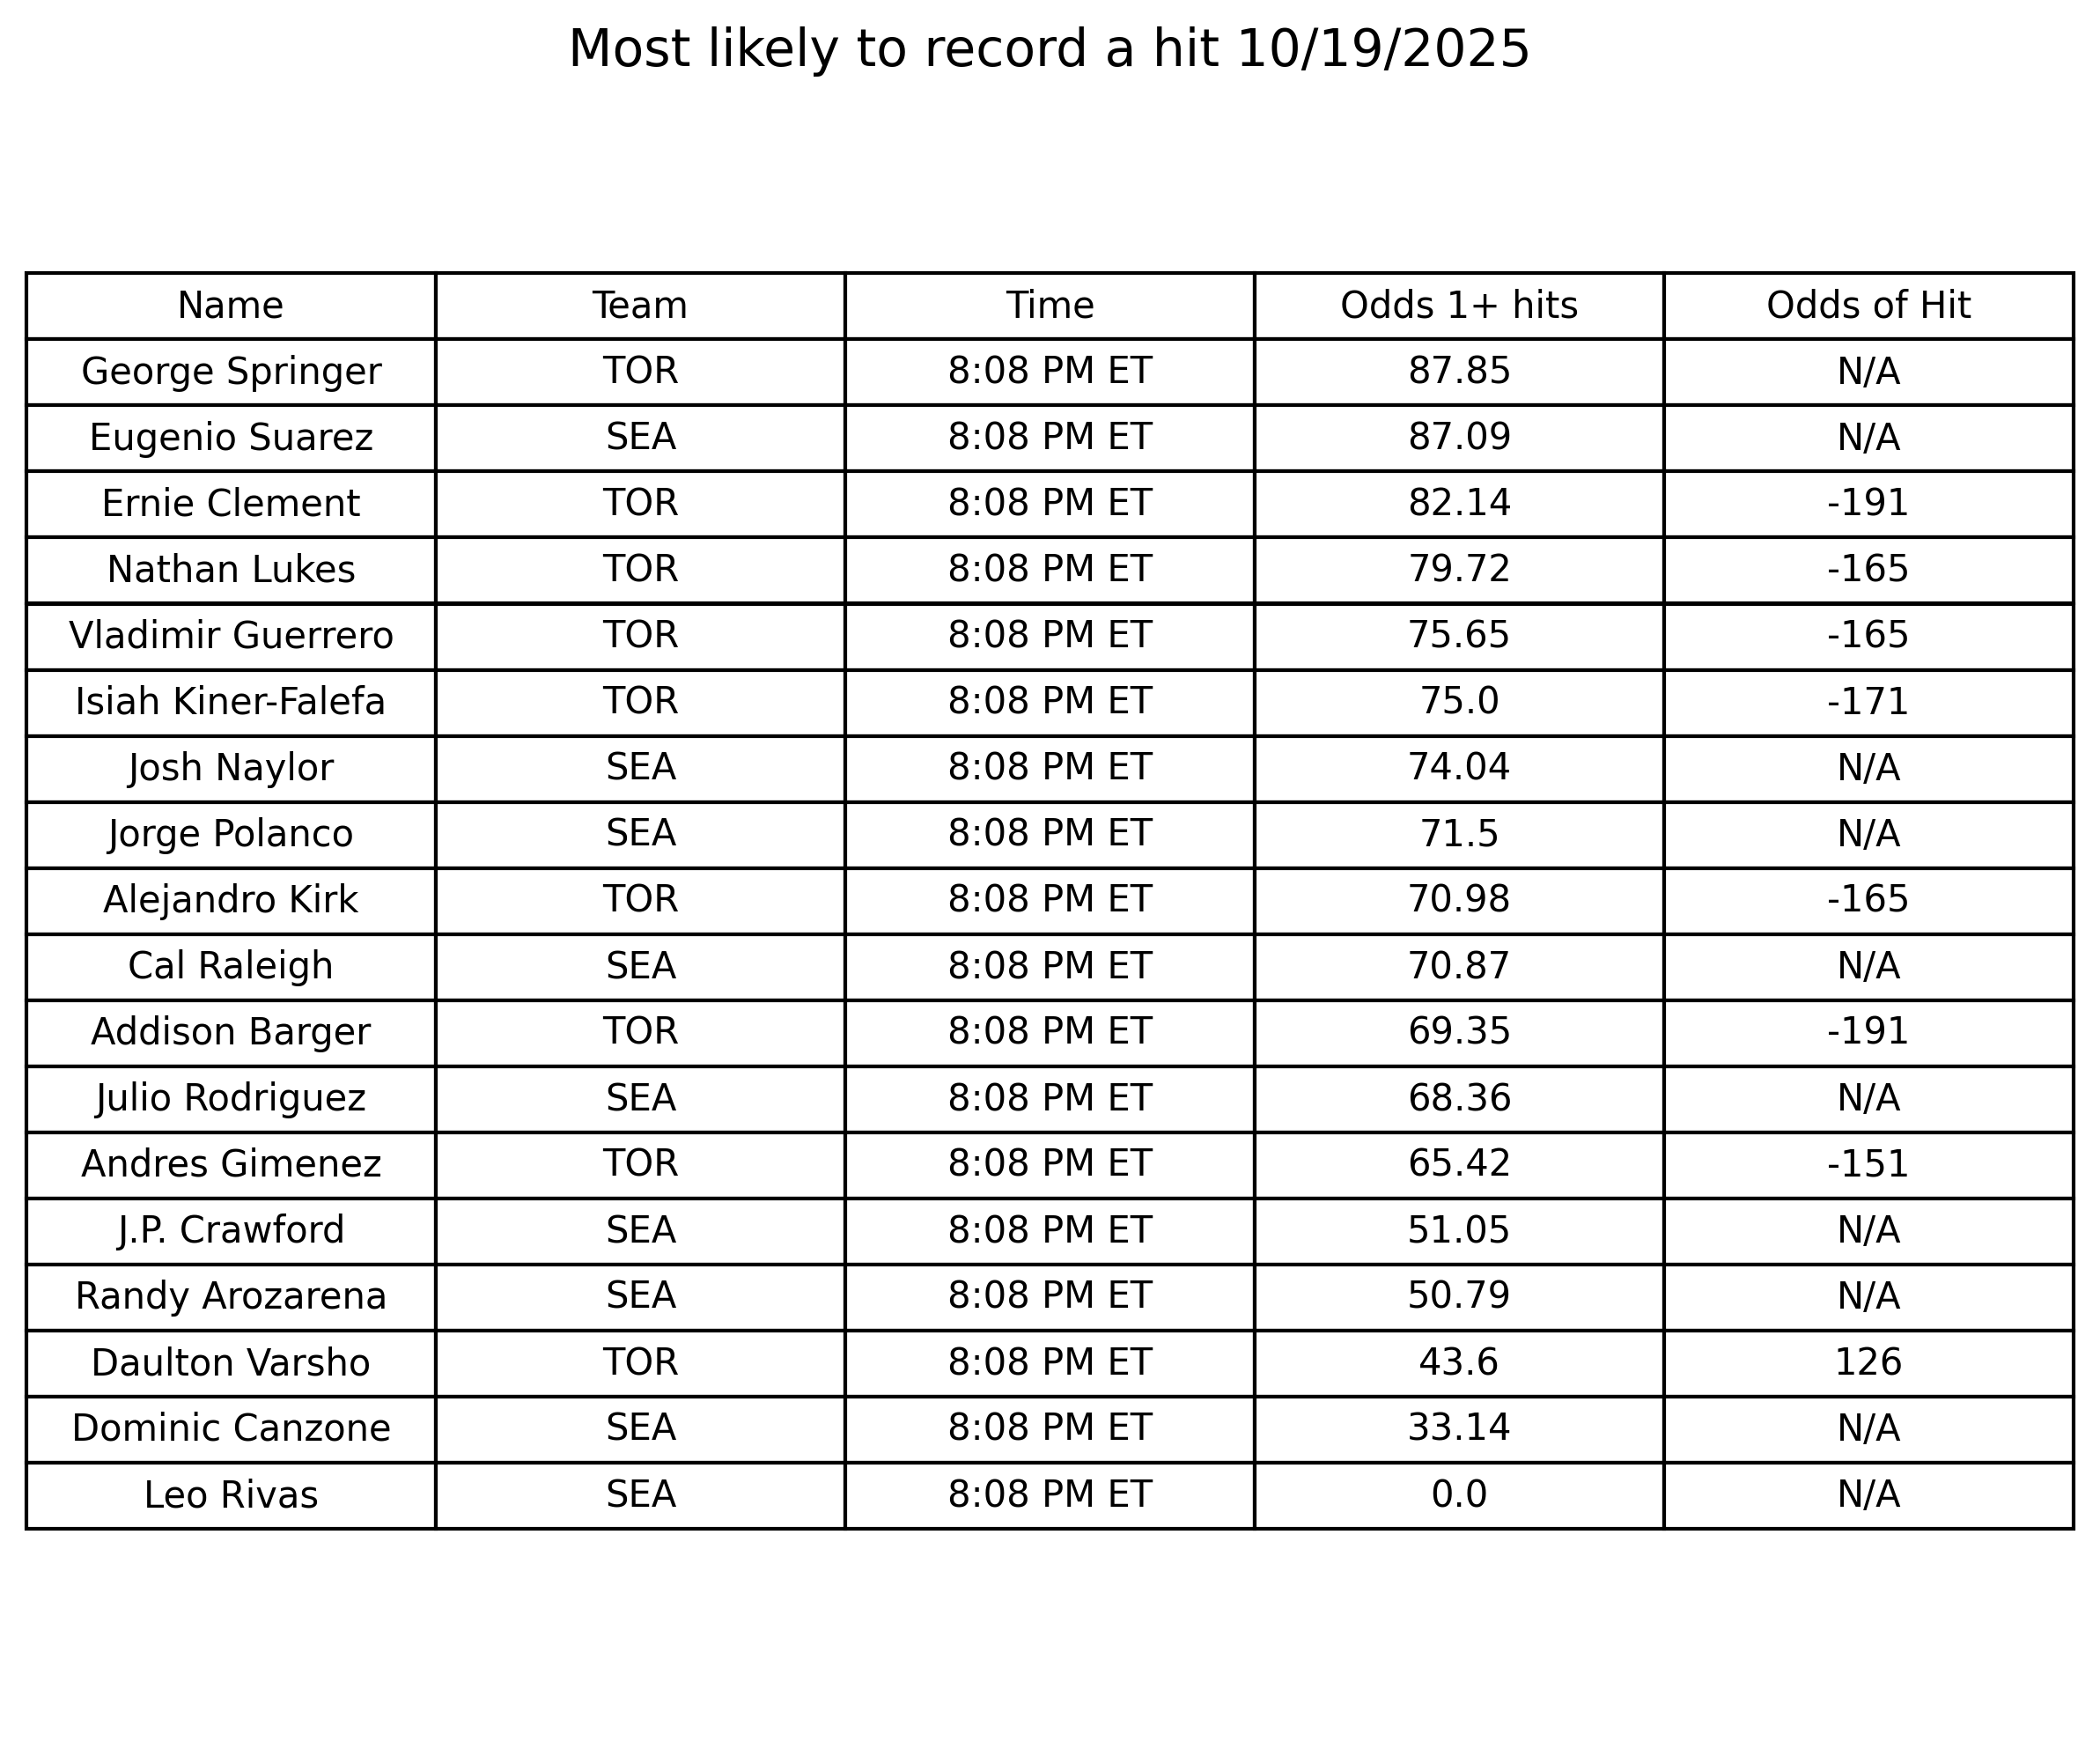 Most likely to record a hit 10/19/2025
Name Team Time Odds 1+ hits Odds of Hit
George Springer TOR 8:08 PM ET 87.85 N/A
Eugenio Suarez SEA 8:08 PM ET 87.09 N/A
Ernie Clement TOR 8:08 PM ET 82.14 -191
Nathan Lukes TOR 8:08 PM ET 79.72 -165
Vladimir Guerrero TOR 8:08 PM ET 75.65 -165
Isiah Kiner-Falefa TOR 8:08 PM ET 75.0 -171
Josh Naylor SEA 8:08 PM ET 74.04 N/A
Jorge Polanco SEA 8:08 PM ET 71.5 N/A
Alejandro Kirk TOR 8:08 PM ET 70.98 -165
Cal Raleigh SEA 8:08 PM ET 70.87 N/A
Addison Barger TOR 8:08 PM ET 69.35 -191
Julio Rodriguez SEA 8:08 PM ET 68.36 N/A
Andres Gimenez TOR 8:08 PM ET 65.42 -151
J.P. Crawford SEA 8:08 PM ET 51.05 N/A
Randy Arozarena SEA 8:08 PM ET 50.79 N/A
Daulton Varsho TOR 8:08 PM ET 43.6 126
Dominic Canzone SEA 8:08 PM ET 33.14 N/A
Leo Rivas SEA 8:08 PM ET 0.0 N/A